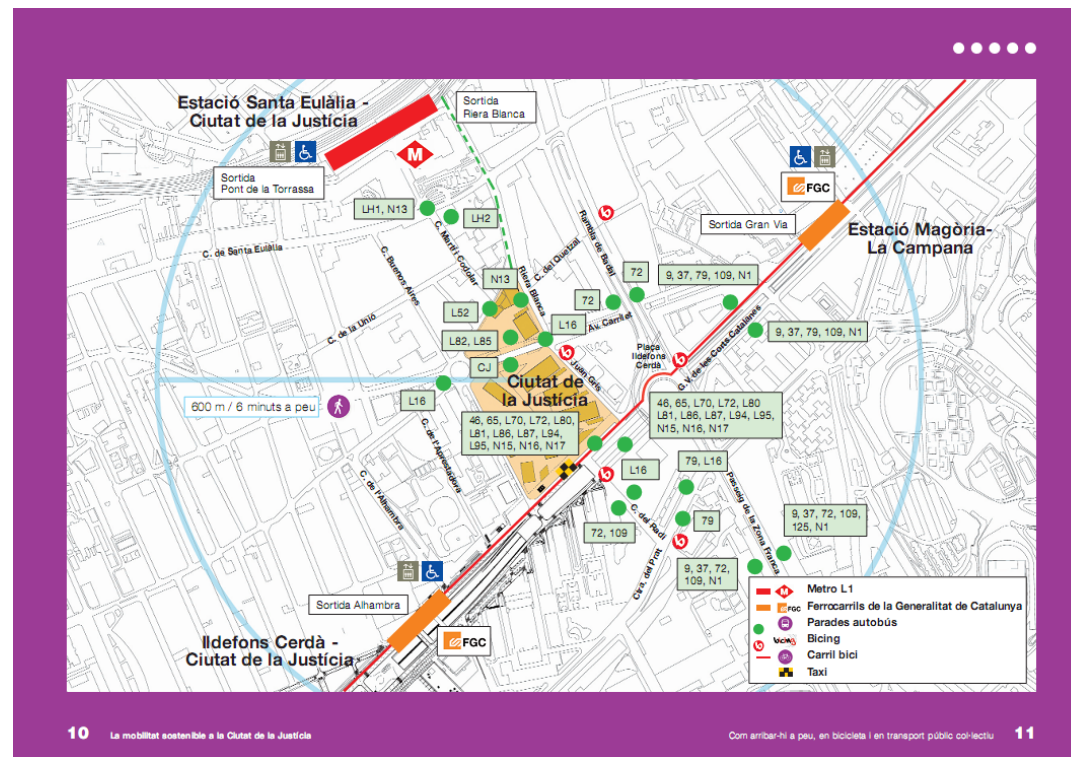 Estació Santa Eulàlia -
Ciutat de la Justícia
Sortida
Riera Blanca
M
Sortida
Pont de la Torrassa
FGC
Sortida Gran Via
Estació Magòria-
La Campana
LH1, N13
LH2
C. de Santa Eulàlia
C. Martí i Codolar
C. Buenos Aires
Rambla de Badal
C. del Quetzal
Riera Blanca
N13
72
9, 37, 79, 109, N1
72
L52
L16
Av. Carrilet
C. de la Unió
9, 37, 79, 109, N1
L82, L85
Plaça
Ildefons
Cerdà
G.V. de les Corts Catalanes
CJ
Juan Gris
Ciutat de
la Justícia
L16
600 m / 6 minuts a peu
46, 65, L70, L72, L80,
L81, L86, L87, L94,
L95, N15, N16, N17
46, 65, L70, L72, L80
L81, L86, L87, L94, L95,
N15, N16, N17
C. de l'Aprestadora
C. de l'Alhambra
L16
79, L16
Passeig de la Zona Franca
C. del Radi
72, 109
79
9, 37, 72, 109,
125, N1
Ctra. del Prat
9, 37, 72,
109, N1
Sortida Alhambra
FGC
Ildefons Cerdà -
Ciutat de la Justícia
M Metro L1
FGC Ferrocarrils de la Generalitat de Catalunya
Parades autobús
bicing Bicing
Carril bici
Taxi
10 La mobilitat sostenible a la Ciutat de la Justícia
Com arribar-hi a peu, en bicicleta i en transport públic col·lectiu 11